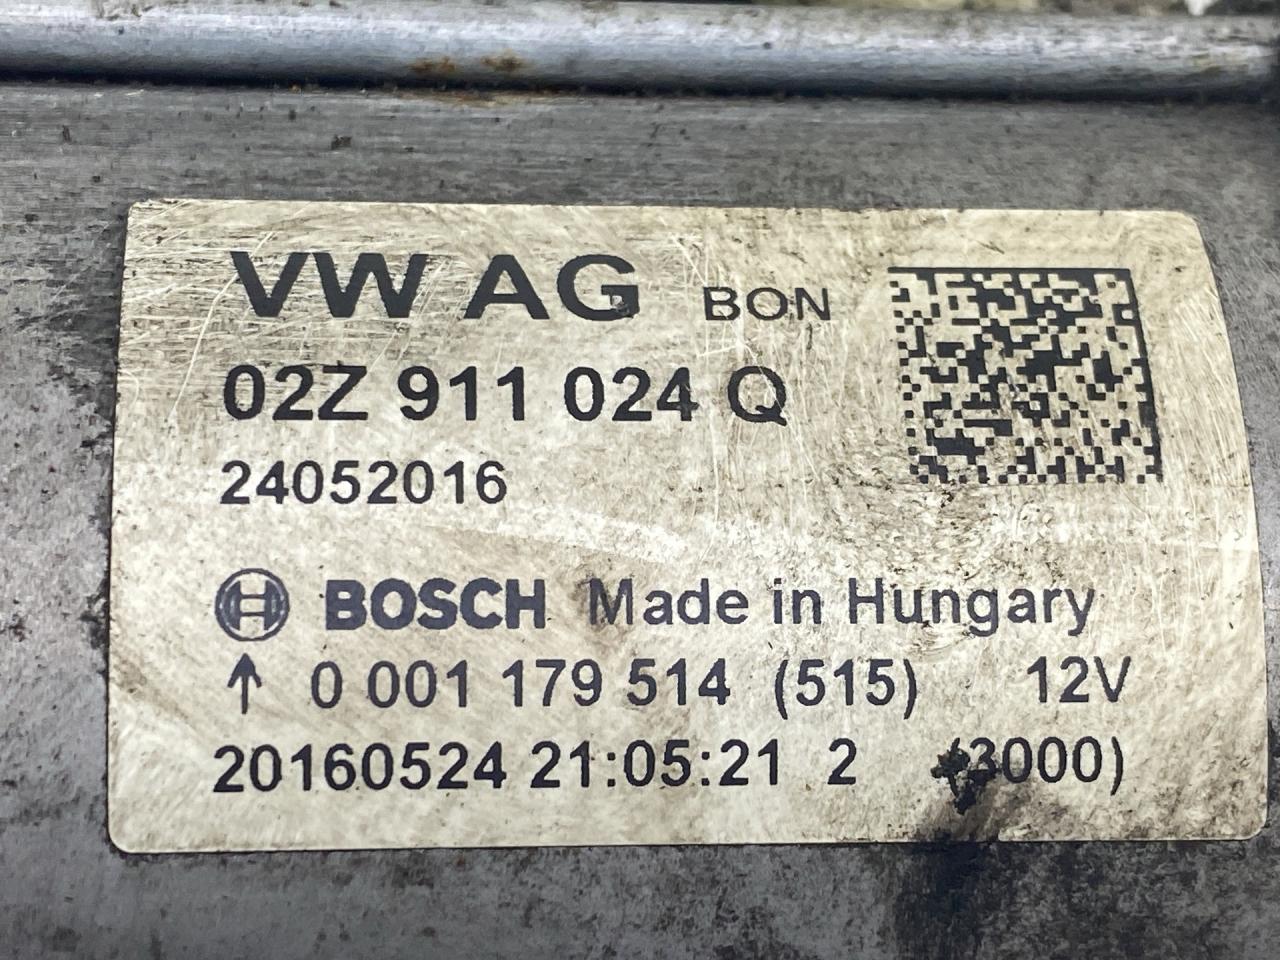 VW AG BON
02Z 911 024 Q
24052016
BOSCH Made in Hungary
↑ 0 001 179 514 (515) 12V
20160524 21:05:21 2 (3000)